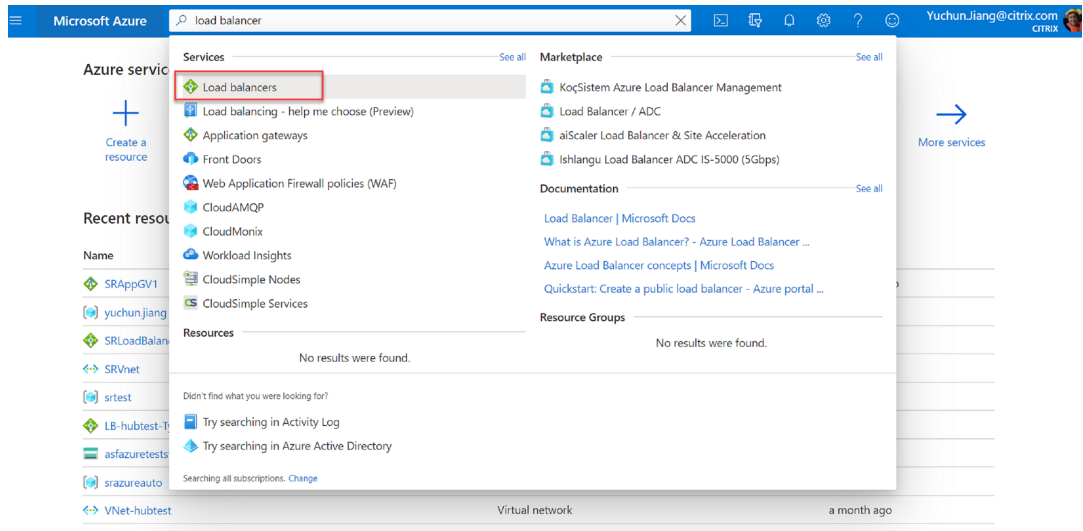 Microsoft Azure
load balancer
Yuchun.Jiang@citrix.com
CITRIX
Azure servic
Create a
resource
More services
Services
See all
Load balancers
Load balancing - help me choose (Preview)
Application gateways
Front Doors
Web Application Firewall policies (WAF)
CloudAMQP
CloudMonix
Workload Insights
CloudSimple Nodes
CS CloudSimple Services
Resources
No results were found.
Marketplace
See all
KoçSistem Azure Load Balancer Management
Load Balancer / ADC
aiScaler Load Balancer & Site Acceleration
Ishlangu Load Balancer ADC IS-5000 (5Gbps)
Documentation
See all
Load Balancer | Microsoft Docs
What is Azure Load Balancer? - Azure Load Balancer ...
Azure Load Balancer concepts | Microsoft Docs
Quickstart: Create a public load balancer - Azure portal ...
Resource Groups
No results were found.
Didn't find what you were looking for?
Try searching in Activity Log
Try searching in Azure Active Directory
Searching all subscriptions. Change
Recent resou
Name
SRAppGV1
yuchun.jiang
SRLoadBalan
SRVnet
srtest
LB-hubtest-T
asfazuretests
srazureauto
VNet-hubtest
Virtual network
a month ago